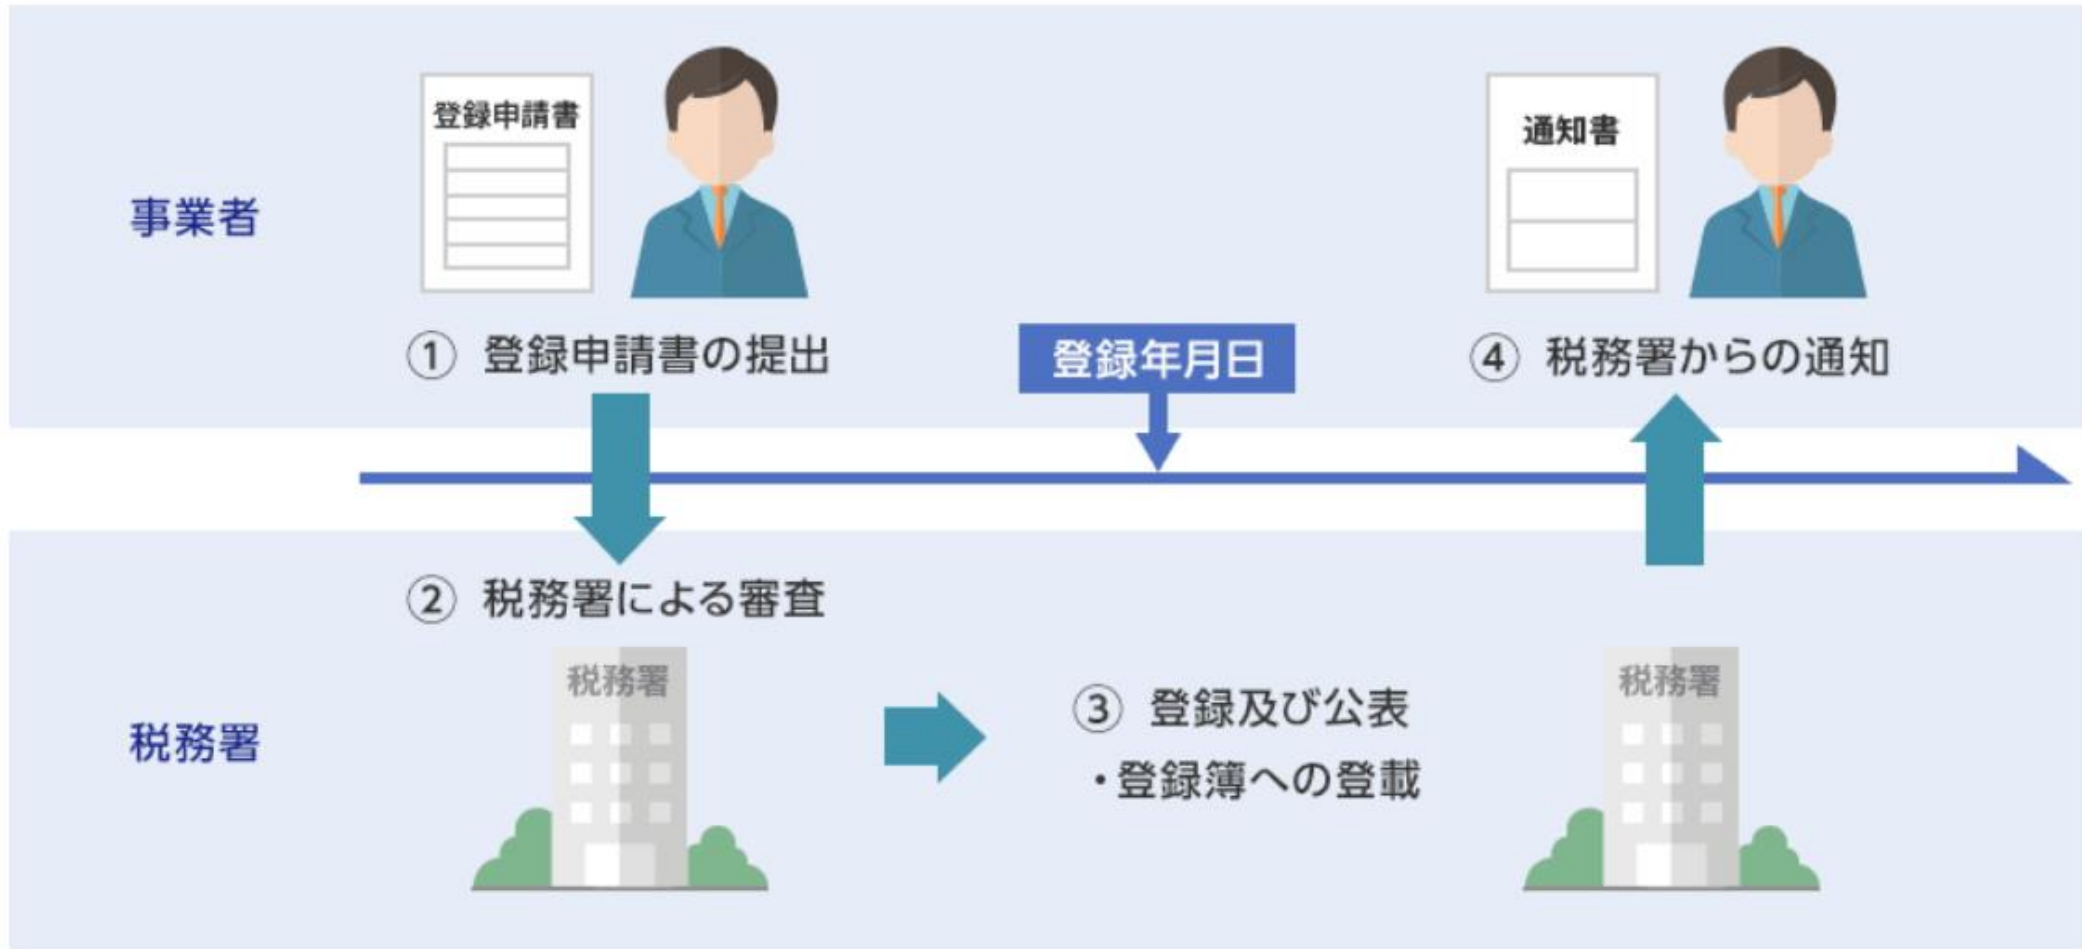 登録申請書
通知書
事業者
① 登録申請書の提出
登録年月日
④ 税務署からの通知
② 税務署による審査
税務署
税務署
税務署
③ 登録及び公表
・登録簿への登載